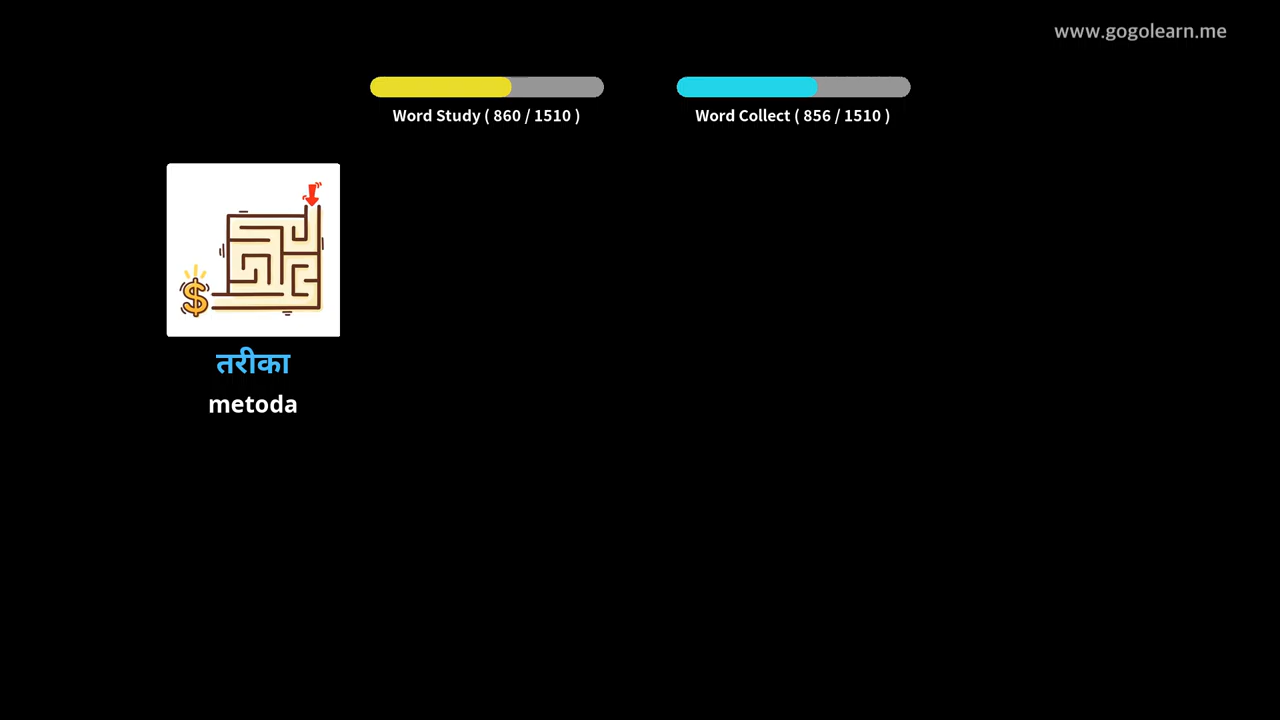 www.gogolearn.me
Word Study ( 860 / 1510 )
Word Collect ( 856 / 1510 )
$
तरीका
metoda